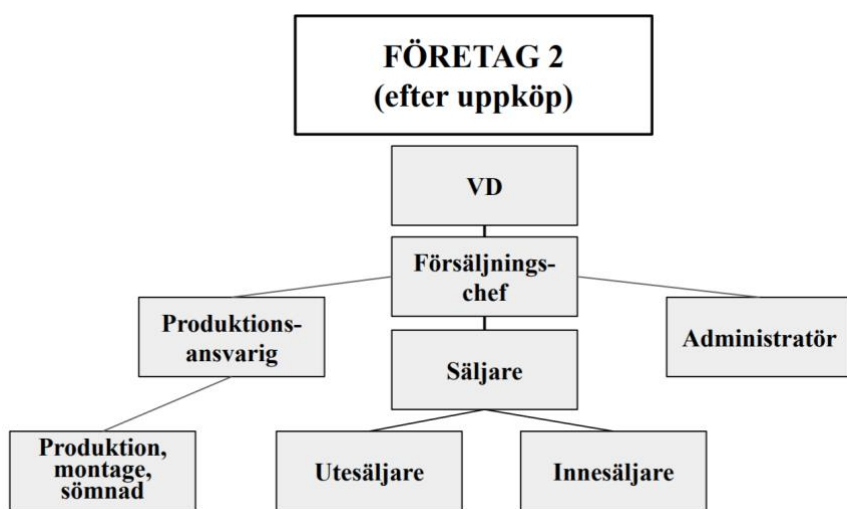 FÖRETAG 2
(efter uppköp)
VD
Försäljnings-
chef
Produktions-
ansvarig
Säljare
Administratör
Produktion,
montage,
sömnad
Utesäljare
Innesäljare